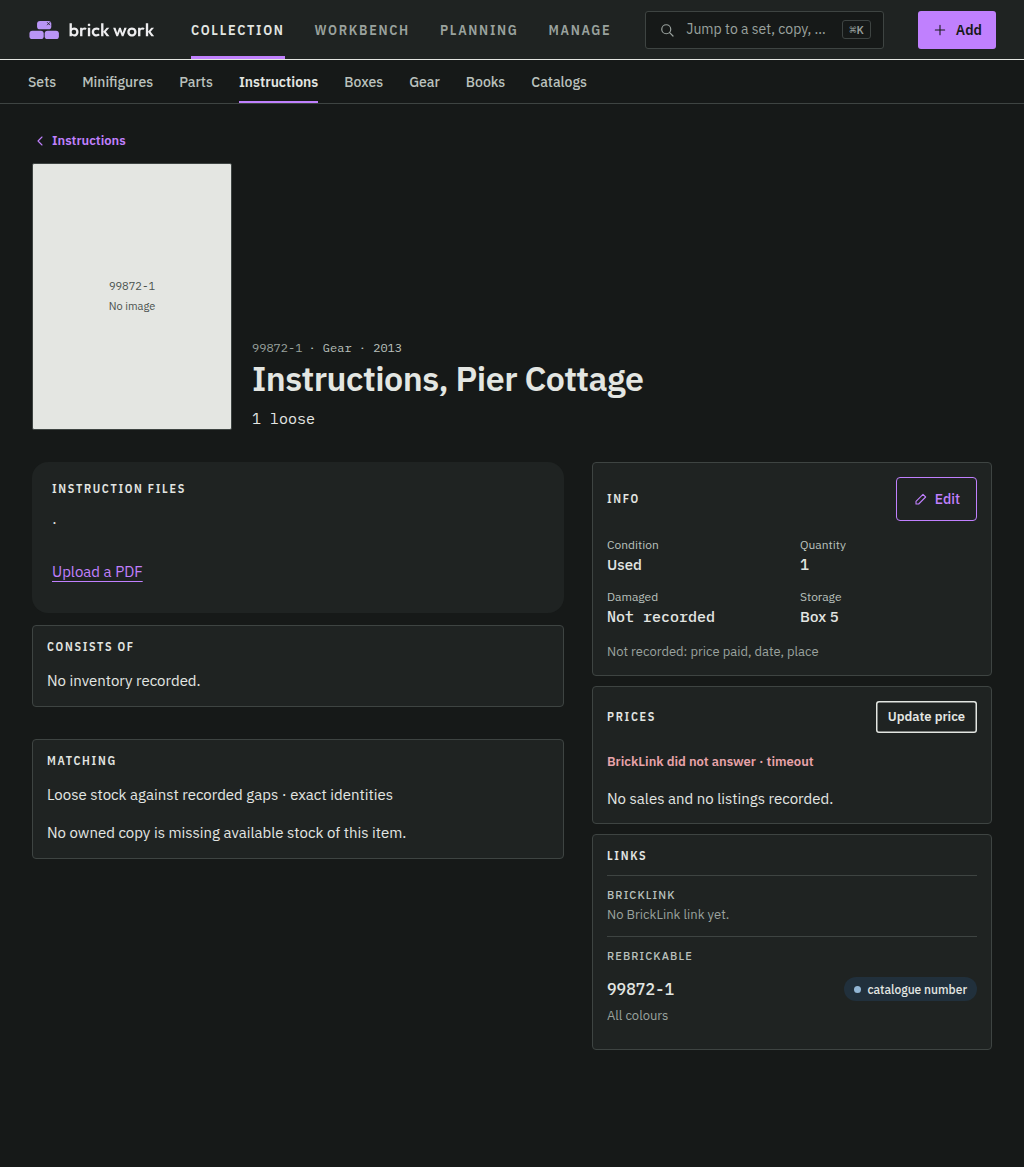 brick work COLLECTION WORKBENCH PLANNING MANAGE Jump to a set, copy, ... ⌘K + Add
Sets Minifigures Parts Instructions Boxes Gear Books Catalogs
Instructions
99872-1
No image
99872-1 · Gear · 2013
Instructions, Pier Cottage
1 loose
INSTRUCTION FILES
.
Upload a PDF
CONSISTS OF
No inventory recorded.
MATCHING
Loose stock against recorded gaps · exact identities
No owned copy is missing available stock of this item.
INFO Edit
Condition Quantity
Used 1
Damaged Storage
Not recorded Box 5
Not recorded: price paid, date, place
PRICES Update price
BrickLink did not answer · timeout
No sales and no listings recorded.
LINKS
BRICKLINK
No BrickLink link yet.
REBRICKABLE
99872-1 catalogue number
All colours